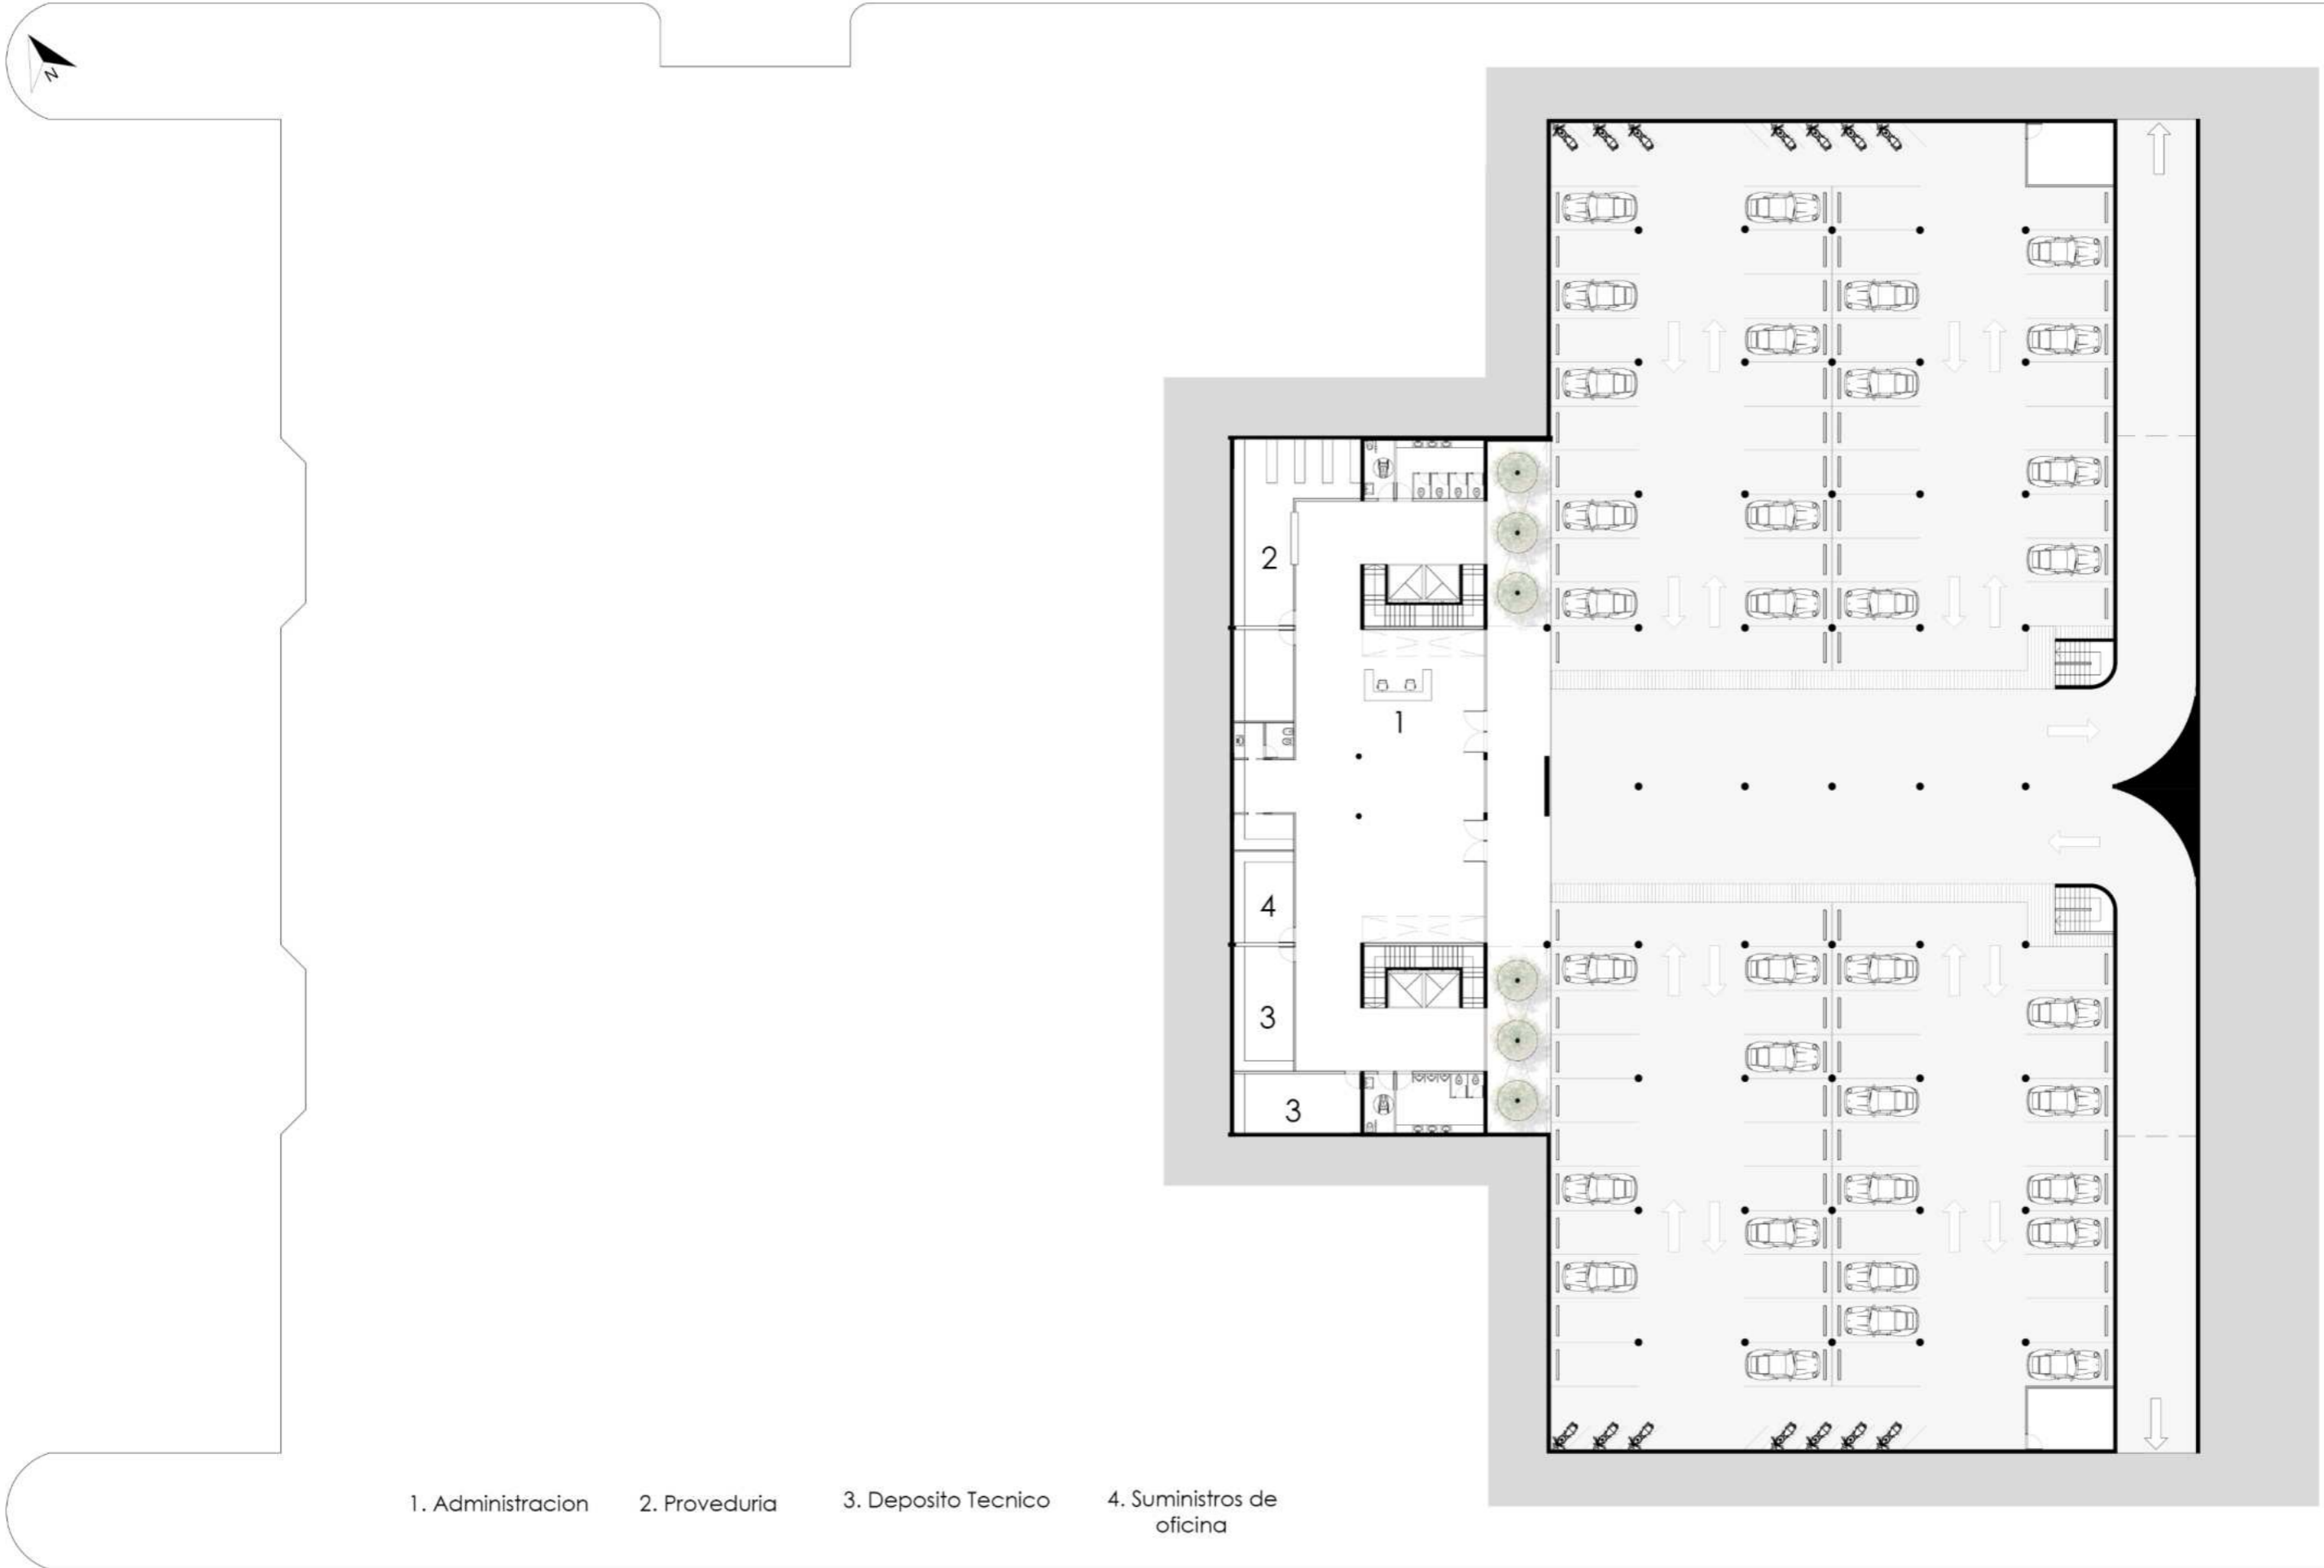 N
2
1
4
3
3
1. Administracion
2. Proveduria
3. Deposito Tecnico
4. Suministros de
oficina